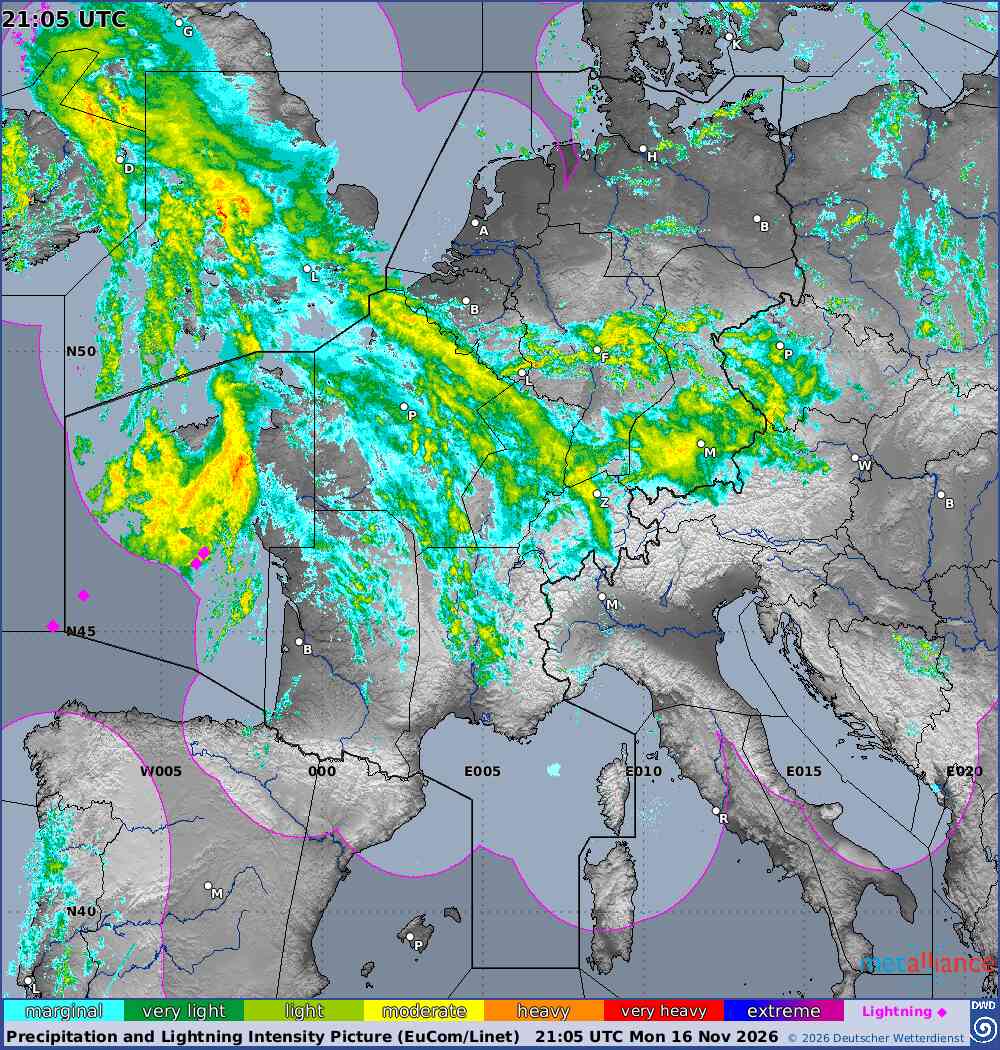 21:05 UTC
G
K
D
H
A
B
L
B
N50
F
P
L
P
M
W
Z
B
M
N45
B
W005
000
E005
E010
E015
E020
R
M
N40
P
metalliance
L
marginal very light light moderate heavy very heavy extreme Lightning
DWD
Precipitation and Lightning Intensity Picture (EuCom/Linet) 21:05 UTC Mon 16 Nov 2026 © 2026 Deutscher Wetterdienst